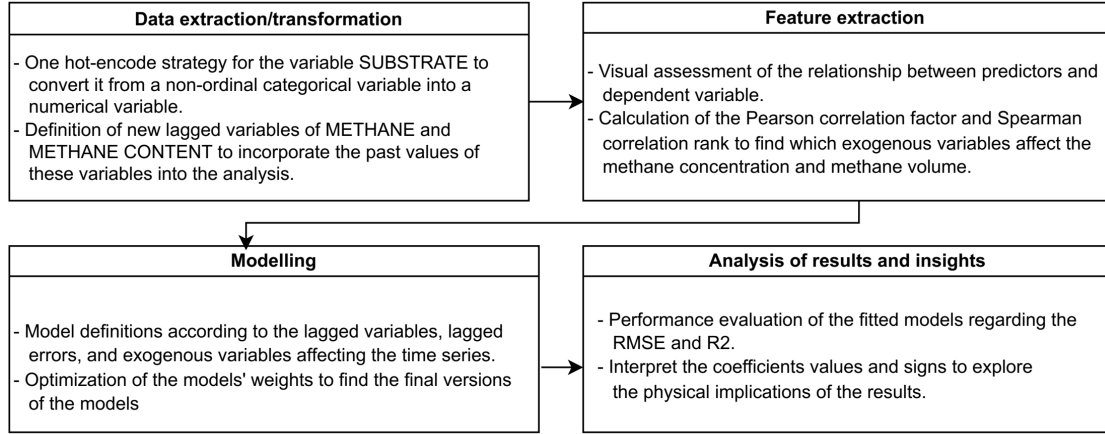 Data extraction/transformation
- One hot-encode strategy for the variable SUBSTRATE to
convert it from a non-ordinal categorical variable into a
numerical variable.
- Definition of new lagged variables of METHANE and
METHANE CONTENT to incorporate the past values of
these variables into the analysis.
Feature extraction
- Visual assessment of the relationship between predictors and
dependent variable.
- Calculation of the Pearson correlation factor and Spearman
correlation rank to find which exogenous variables affect the
methane concentration and methane volume.
Modelling
- Model definitions according to the lagged variables, lagged
errors, and exogenous variables affecting the time series.
- Optimization of the models' weights to find the final versions
of the models
Analysis of results and insights
- Performance evaluation of the fitted models regarding the
RMSE and R2.
- Interpret the coefficients values and signs to explore
the physical implications of the results.